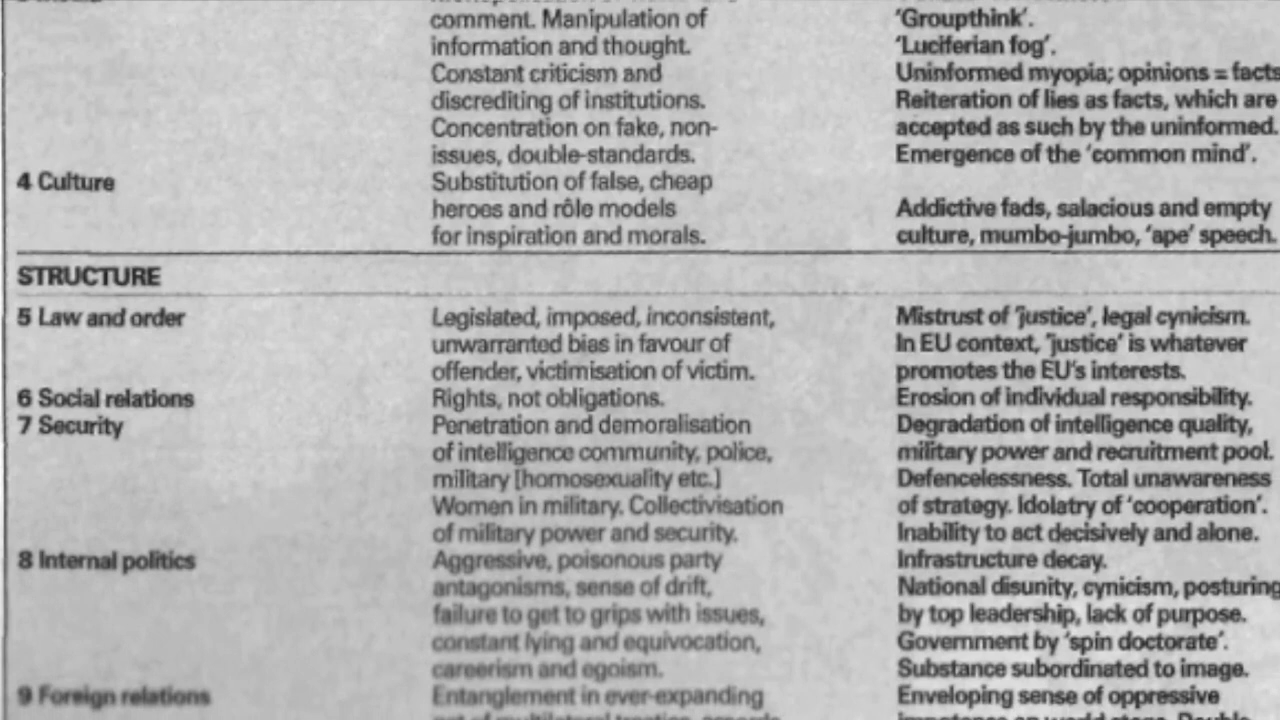 comment. Manipulation of
information and thought.
Constant criticism and
discrediting of institutions.
Concentration on fake, non-
issues, double-standards.
'Groupthink'.
'Luciferian fog'.
Uninformed myopia; opinions = facts
Reiteration of lies as facts, which are
accepted as such by the uninformed.
Emergence of the 'common mind'.
4 Culture
Substitution of false, cheap
heroes and rôle models
for inspiration and morals.
Addictive fads, salacious and empty
culture, mumbo-jumbo, 'ape' speech.
STRUCTURE
5 Law and order
Legislated, imposed, inconsistent,
unwarranted bias in favour of
offender, victimisation of victim.
Mistrust of 'justice', legal cynicism.
In EU context, 'justice' is whatever
promotes the EU's interests.
6 Social relations
Rights, not obligations.
Erosion of individual responsibility.
7 Security
Penetration and demoralisation
of intelligence community, police,
military [homosexuality etc.]
Women in military. Collectivisation
of military power and security.
Degradation of intelligence quality,
military power and recruitment pool.
Defencelessness. Total unawareness
of strategy. Idolatry of 'cooperation'.
Inability to act decisively and alone.
8 Internal politics
Aggressive, poisonous party
antagonisms, sense of drift,
failure to get to grips with issues,
constant lying and equivocation,
careerism and egoism.
Infrastructure decay.
National disunity, cynicism, posturing
by top leadership, lack of purpose.
Government by 'spin doctorate'.
Substance subordinated to image.
9 Foreign relations
Entanglement in ever-expanding
Enveloping sense of oppressive